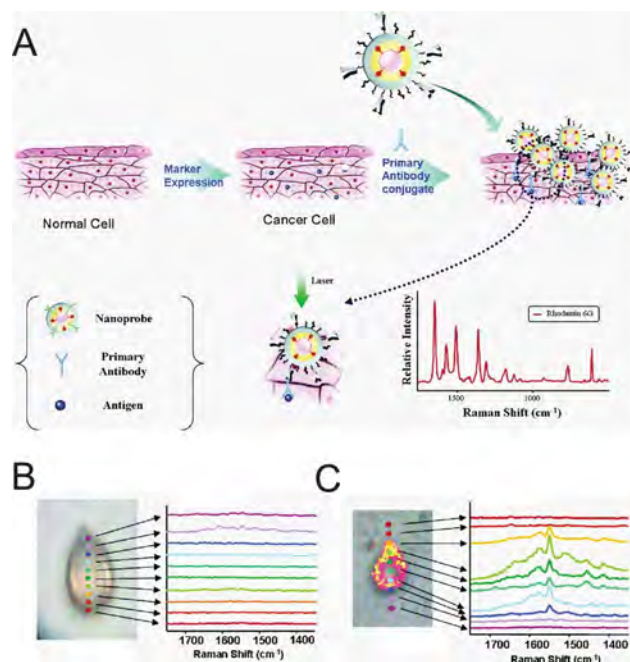 A
Marker
Expression
Primary
Antibody
conjugate
Normal Cell
Cancer Cell
Laser
Nanoprobe
Primary
Antibody
Antigen
Relative Intensity
Rhodamin 6G
1500
1000
Raman Shift (cm⁻¹)
B
1700 1600 1500 1400
Raman Shift (cm⁻¹)
C
1700 1600 1500 1400
Raman Shift (cm⁻¹)